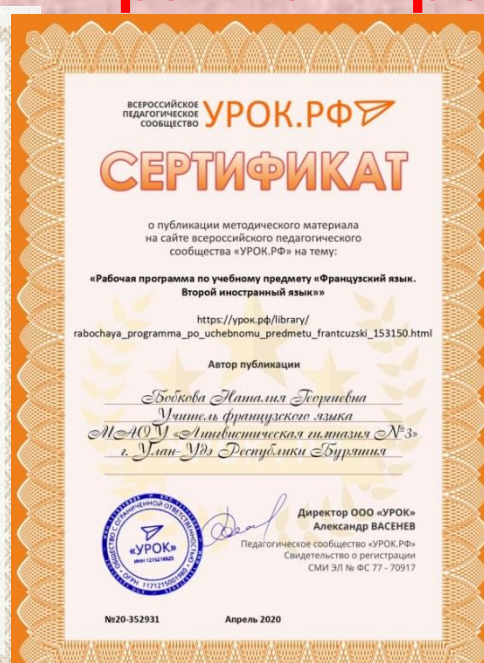 ВСЕРОССИЙСКОЕ
ПЕДАГОГИЧЕСКОЕ
СООБЩЕСТВО
УРОК.РФ
СЕРТИФИКАТ
о публикации методического материала
на сайте всероссийского педагогического
сообщества «УРОК.РФ» на тему:
«Рабочая программа по учебному предмету «Французский язык.
Второй иностранный язык»»
https://урок.рф/library/
rabochaya_programma_po_uchebnomu_predmetu_frantcuzski_153150.html
Автор публикации
Бобкова Наталия Георгиевна
Учитель французского языка
МАОУ «Лингвистическая гимназия №3»
г. Улан-Удэ Республики Бурятия
ОБЩЕСТВО С ОГРАНИЧЕННОЙ ОТВЕТСТВЕННОСТЬЮ
«УРОК»
Директор ООО «УРОК»
Александр ВАСЕНЕВ
Педагогическое сообщество «УРОК.РФ»
Свидетельство о регистрации
СМИ ЭЛ № ФС 77 - 70917
№20-352931
Апрель 2020